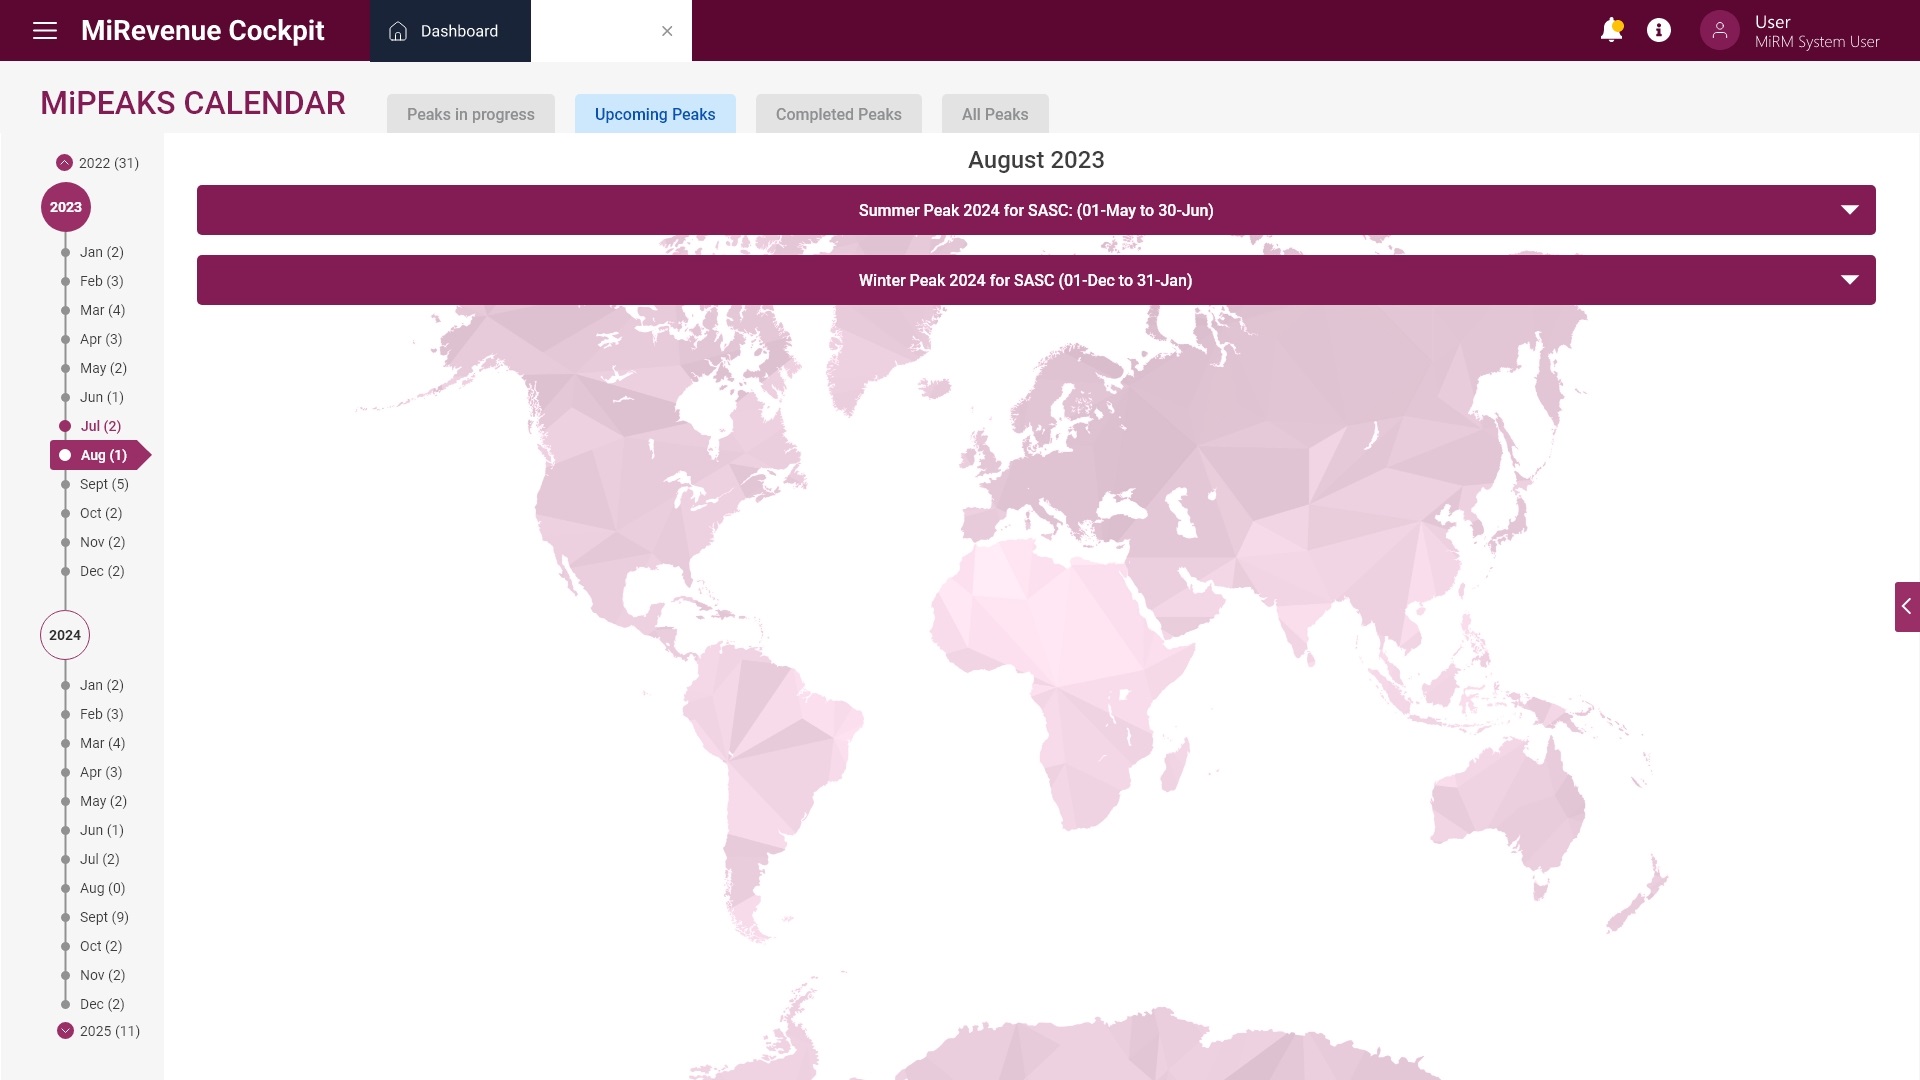 MiRevenue Cockpit
Dashboard
User
MiRM System User
MiPEAKS CALENDAR
Peaks in progress
Upcoming Peaks
Completed Peaks
All Peaks
August 2023
Summer Peak 2024 for SASC: (01-May to 30-Jun)
Winter Peak 2024 for SASC (01-Dec to 31-Jan)
2022 (31)
2023
Jan (2)
Feb (3)
Mar (4)
Apr (3)
May (2)
Jun (1)
Jul (2)
Aug (1)
Sept (5)
Oct (2)
Nov (2)
Dec (2)
2024
Jan (2)
Feb (3)
Mar (4)
Apr (3)
May (2)
Jun (1)
Jul (2)
Aug (0)
Sept (9)
Oct (2)
Nov (2)
Dec (2)
2025 (11)